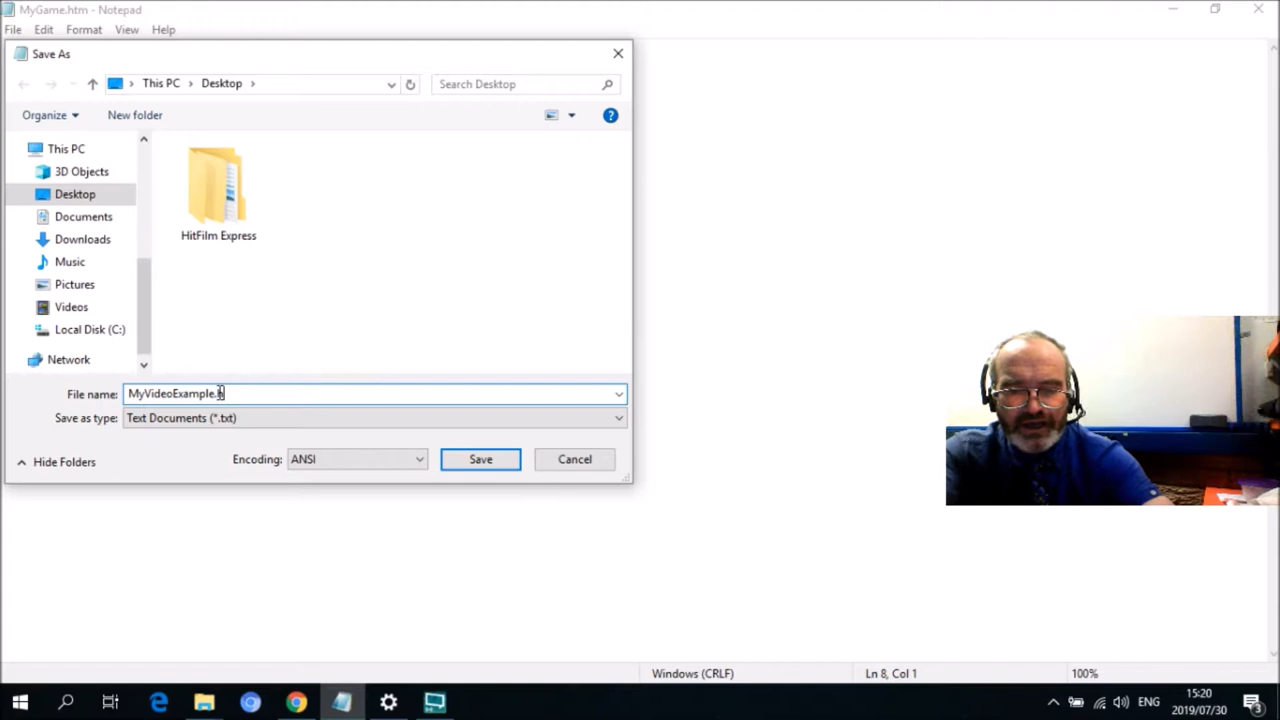 MyGame.htm - Notepad
File Edit Format View Help
Save As
This PC Desktop
Search Desktop
Organize New folder
This PC
3D Objects
Desktop
Documents
Downloads
Music
Pictures
Videos
Local Disk (C:)
Network
HitFilm Express
File name: MyVideoExample.h
Save as type: Text Documents (*.txt)
Hide Folders
Encoding: ANSI
Save
Cancel
Windows (CRLF) Ln 8, Col 1 100%
ENG
15:20
2019/07/30
3